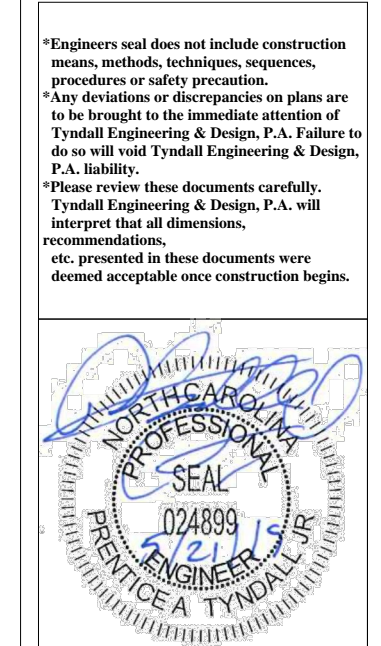 *Engineers seal does not include construction
means, methods, techniques, sequences,
procedures or safety precaution.
*Any deviations or discrepancies on plans are
to be brought to the immediate attention of
Tyndall Engineering & Design, P.A. Failure to
do so will void Tyndall Engineering & Design,
P.A. liability.
*Please review these documents carefully.
Tyndall Engineering & Design, P.A. will
interpret that all dimensions,
recommendations,
etc. presented in these documents were
deemed acceptable once construction begins.
NORTH CAROLINA
PROFESSIONAL
SEAL
024899
5/21/19
ENGINEER
PRENTICE A TYNDALL JR